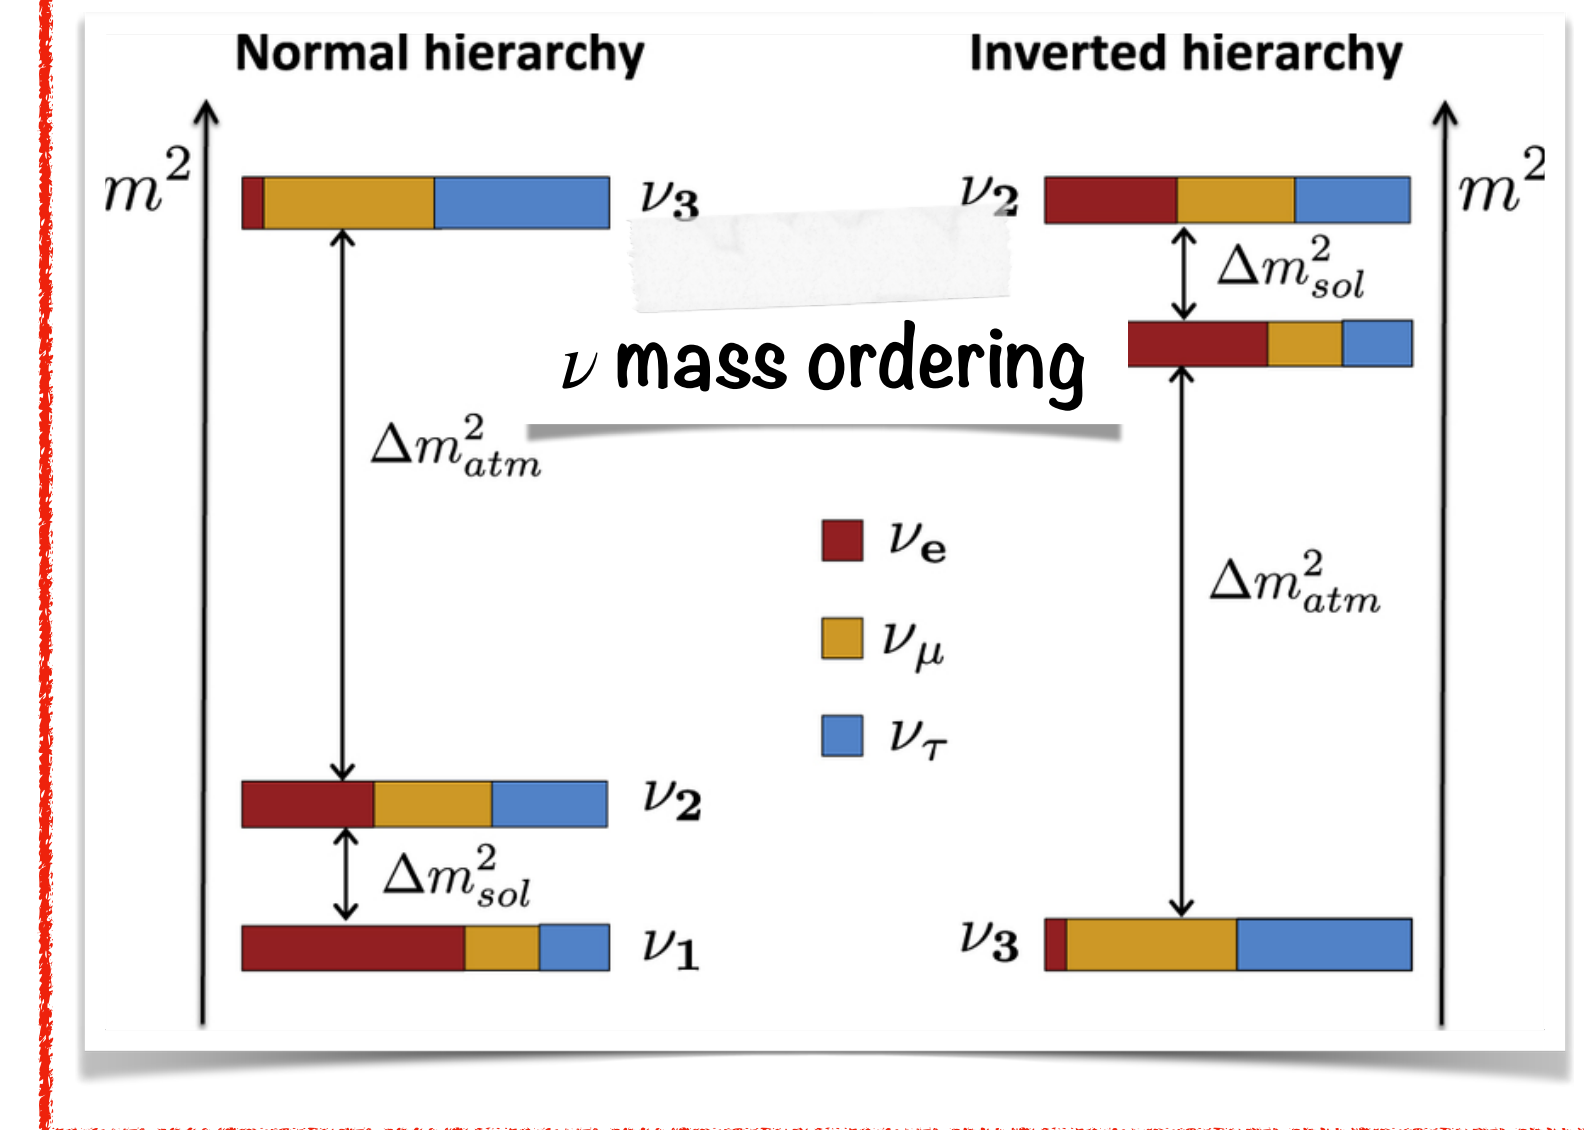 Normal hierarchy
Inverted hierarchy
m²
ν₃
ν₂
m²
Δm²sol
ν mass ordering
Δm²atm
νe
Δm²atm
νμ
ντ
ν₂
Δm²sol
ν₁
ν₃